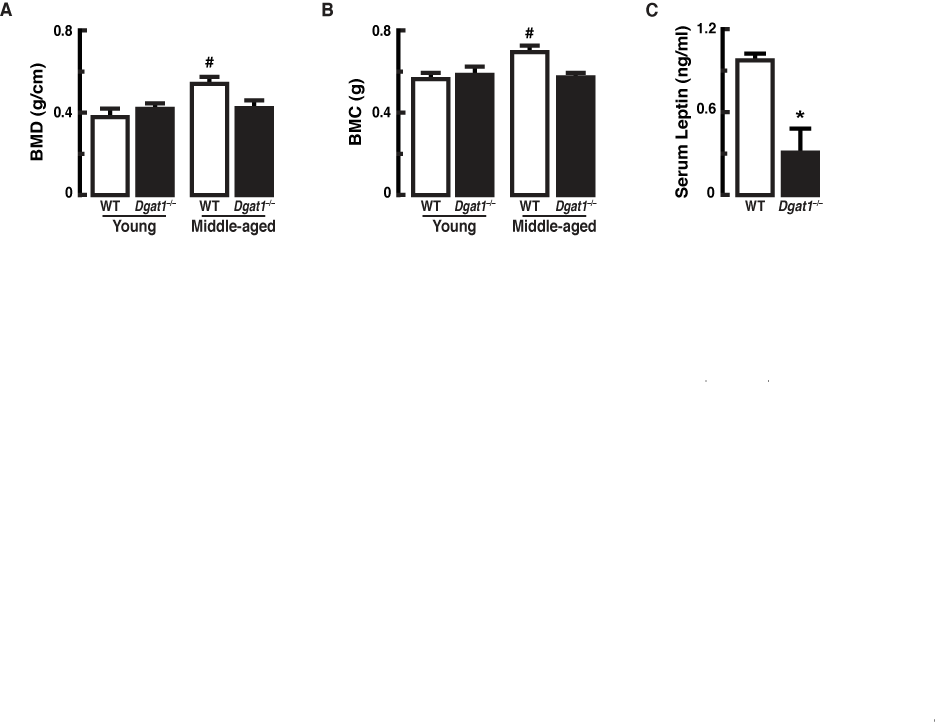 A
BMD (g/cm)
0.8
0.4
0
#
WT Dgat1⁻/⁻ WT Dgat1⁻/⁻
Young Middle-aged
B
BMC (g)
0.8
0.4
0
#
WT Dgat1⁻/⁻ WT Dgat1⁻/⁻
Young Middle-aged
C
Serum Leptin (ng/ml)
1.2
0.6
0
*
WT Dgat1⁻/⁻